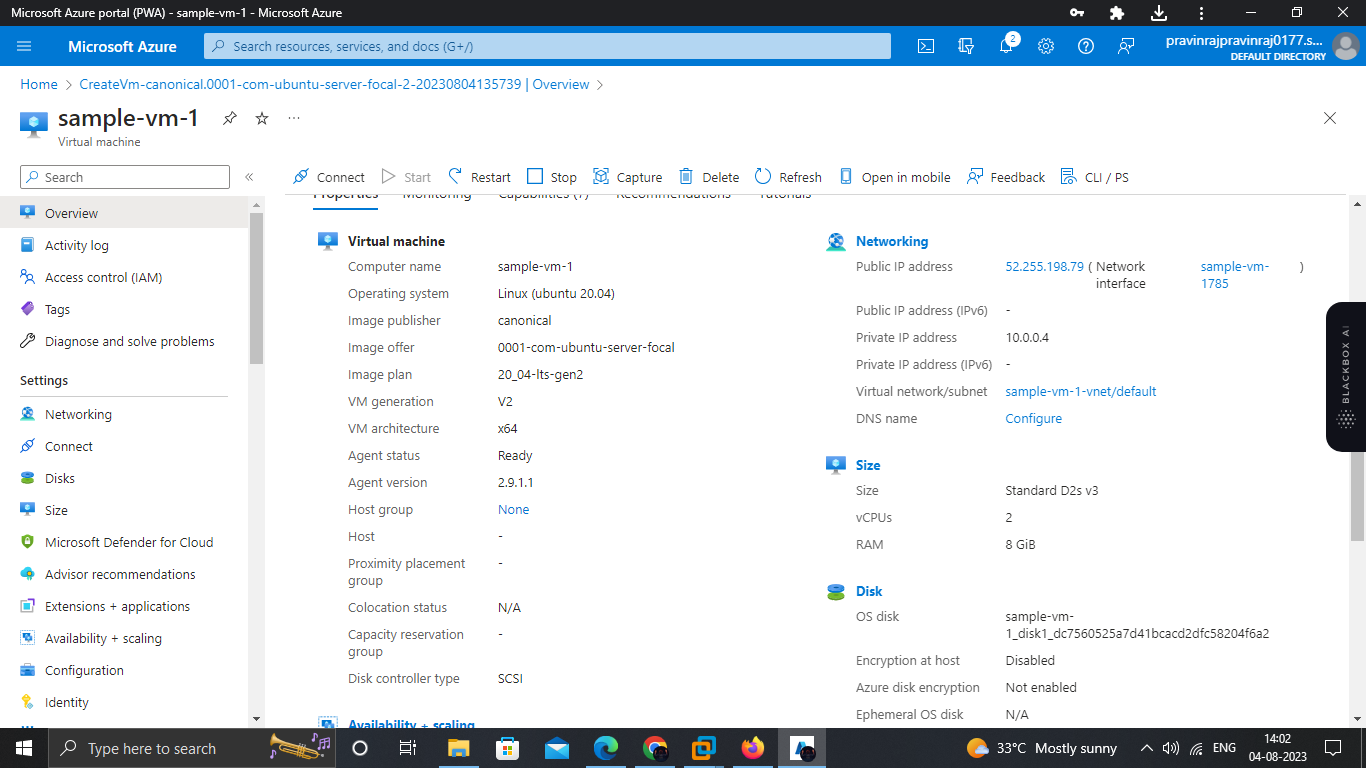 Microsoft Azure portal (PWA) - sample-vm-1 - Microsoft Azure
Microsoft Azure
Search resources, services, and docs (G+/)
2
pravinrajpravinraj0177.s...
DEFAULT DIRECTORY
Home > CreateVm-canonical.0001-com-ubuntu-server-focal-2-20230804135739 | Overview >
sample-vm-1
Virtual machine
Search
Connect Start Restart Stop Capture Delete Refresh Open in mobile Feedback CLI / PS
Overview
Activity log
Access control (IAM)
Tags
Diagnose and solve problems
Settings
Networking
Connect
Disks
Size
Microsoft Defender for Cloud
Advisor recommendations
Extensions + applications
Availability + scaling
Configuration
Identity
Properties Monitoring Capabilities (7) Recommendations Tutorials
Virtual machine
Computer name sample-vm-1
Operating system Linux (ubuntu 20.04)
Image publisher canonical
Image offer 0001-com-ubuntu-server-focal
Image plan 20_04-lts-gen2
VM generation V2
VM architecture x64
Agent status Ready
Agent version 2.9.1.1
Host group None
Host -
Proximity placement -
group
Colocation status N/A
Capacity reservation -
group
Disk controller type SCSI
Availability + scaling
Networking
Public IP address 52.255.198.79 ( Network sample-vm- )
interface 1785
Public IP address (IPv6) -
Private IP address 10.0.0.4
Private IP address (IPv6) -
Virtual network/subnet sample-vm-1-vnet/default
DNS name Configure
Size
Size Standard D2s v3
vCPUs 2
RAM 8 GiB
Disk
OS disk sample-vm-
1_disk1_dc7560525a7d41bcacd2dfc58204f6a2
Encryption at host Disabled
Azure disk encryption Not enabled
Ephemeral OS disk N/A
BLACKBOX AI
Type here to search
33°C Mostly sunny
ENG
14:02
04-08-2023